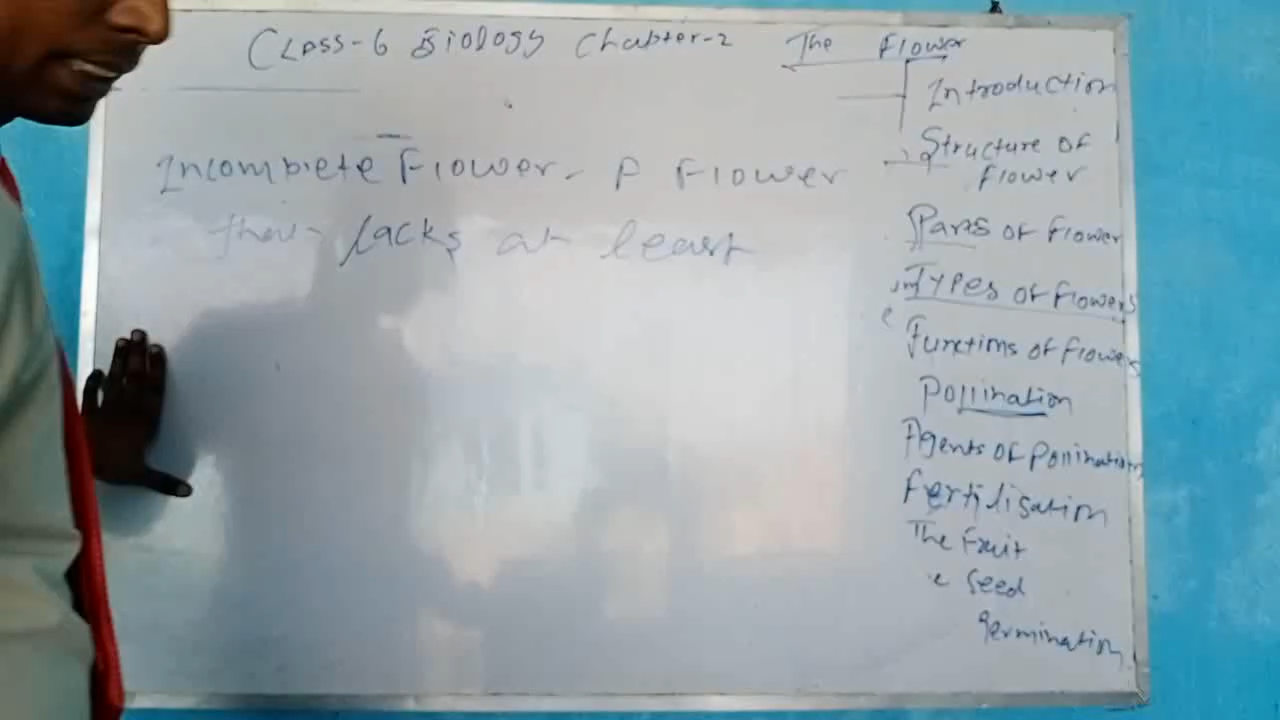 Class-6 Biology Chapter-2 The Flower
Incomplete Flower - A Flower
that lacks at least
Introduction
Structure of
flower
Parts of Flower
Types of Flowers
Functions of Flowers
Pollination
Agents of Pollination
Fertilisation
The Fruit
Seed
Germination